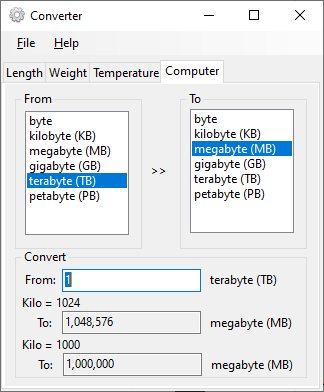 Converter
File Help
Length Weight Temperature Computer
From
byte
kilobyte (KB)
megabyte (MB)
gigabyte (GB)
terabyte (TB)
petabyte (PB)
>>
To
byte
kilobyte (KB)
megabyte (MB)
gigabyte (GB)
terabyte (TB)
petabyte (PB)
Convert
From: 1 terabyte (TB)
Kilo = 1024
To: 1,048,576 megabyte (MB)
Kilo = 1000
To: 1,000,000 megabyte (MB)